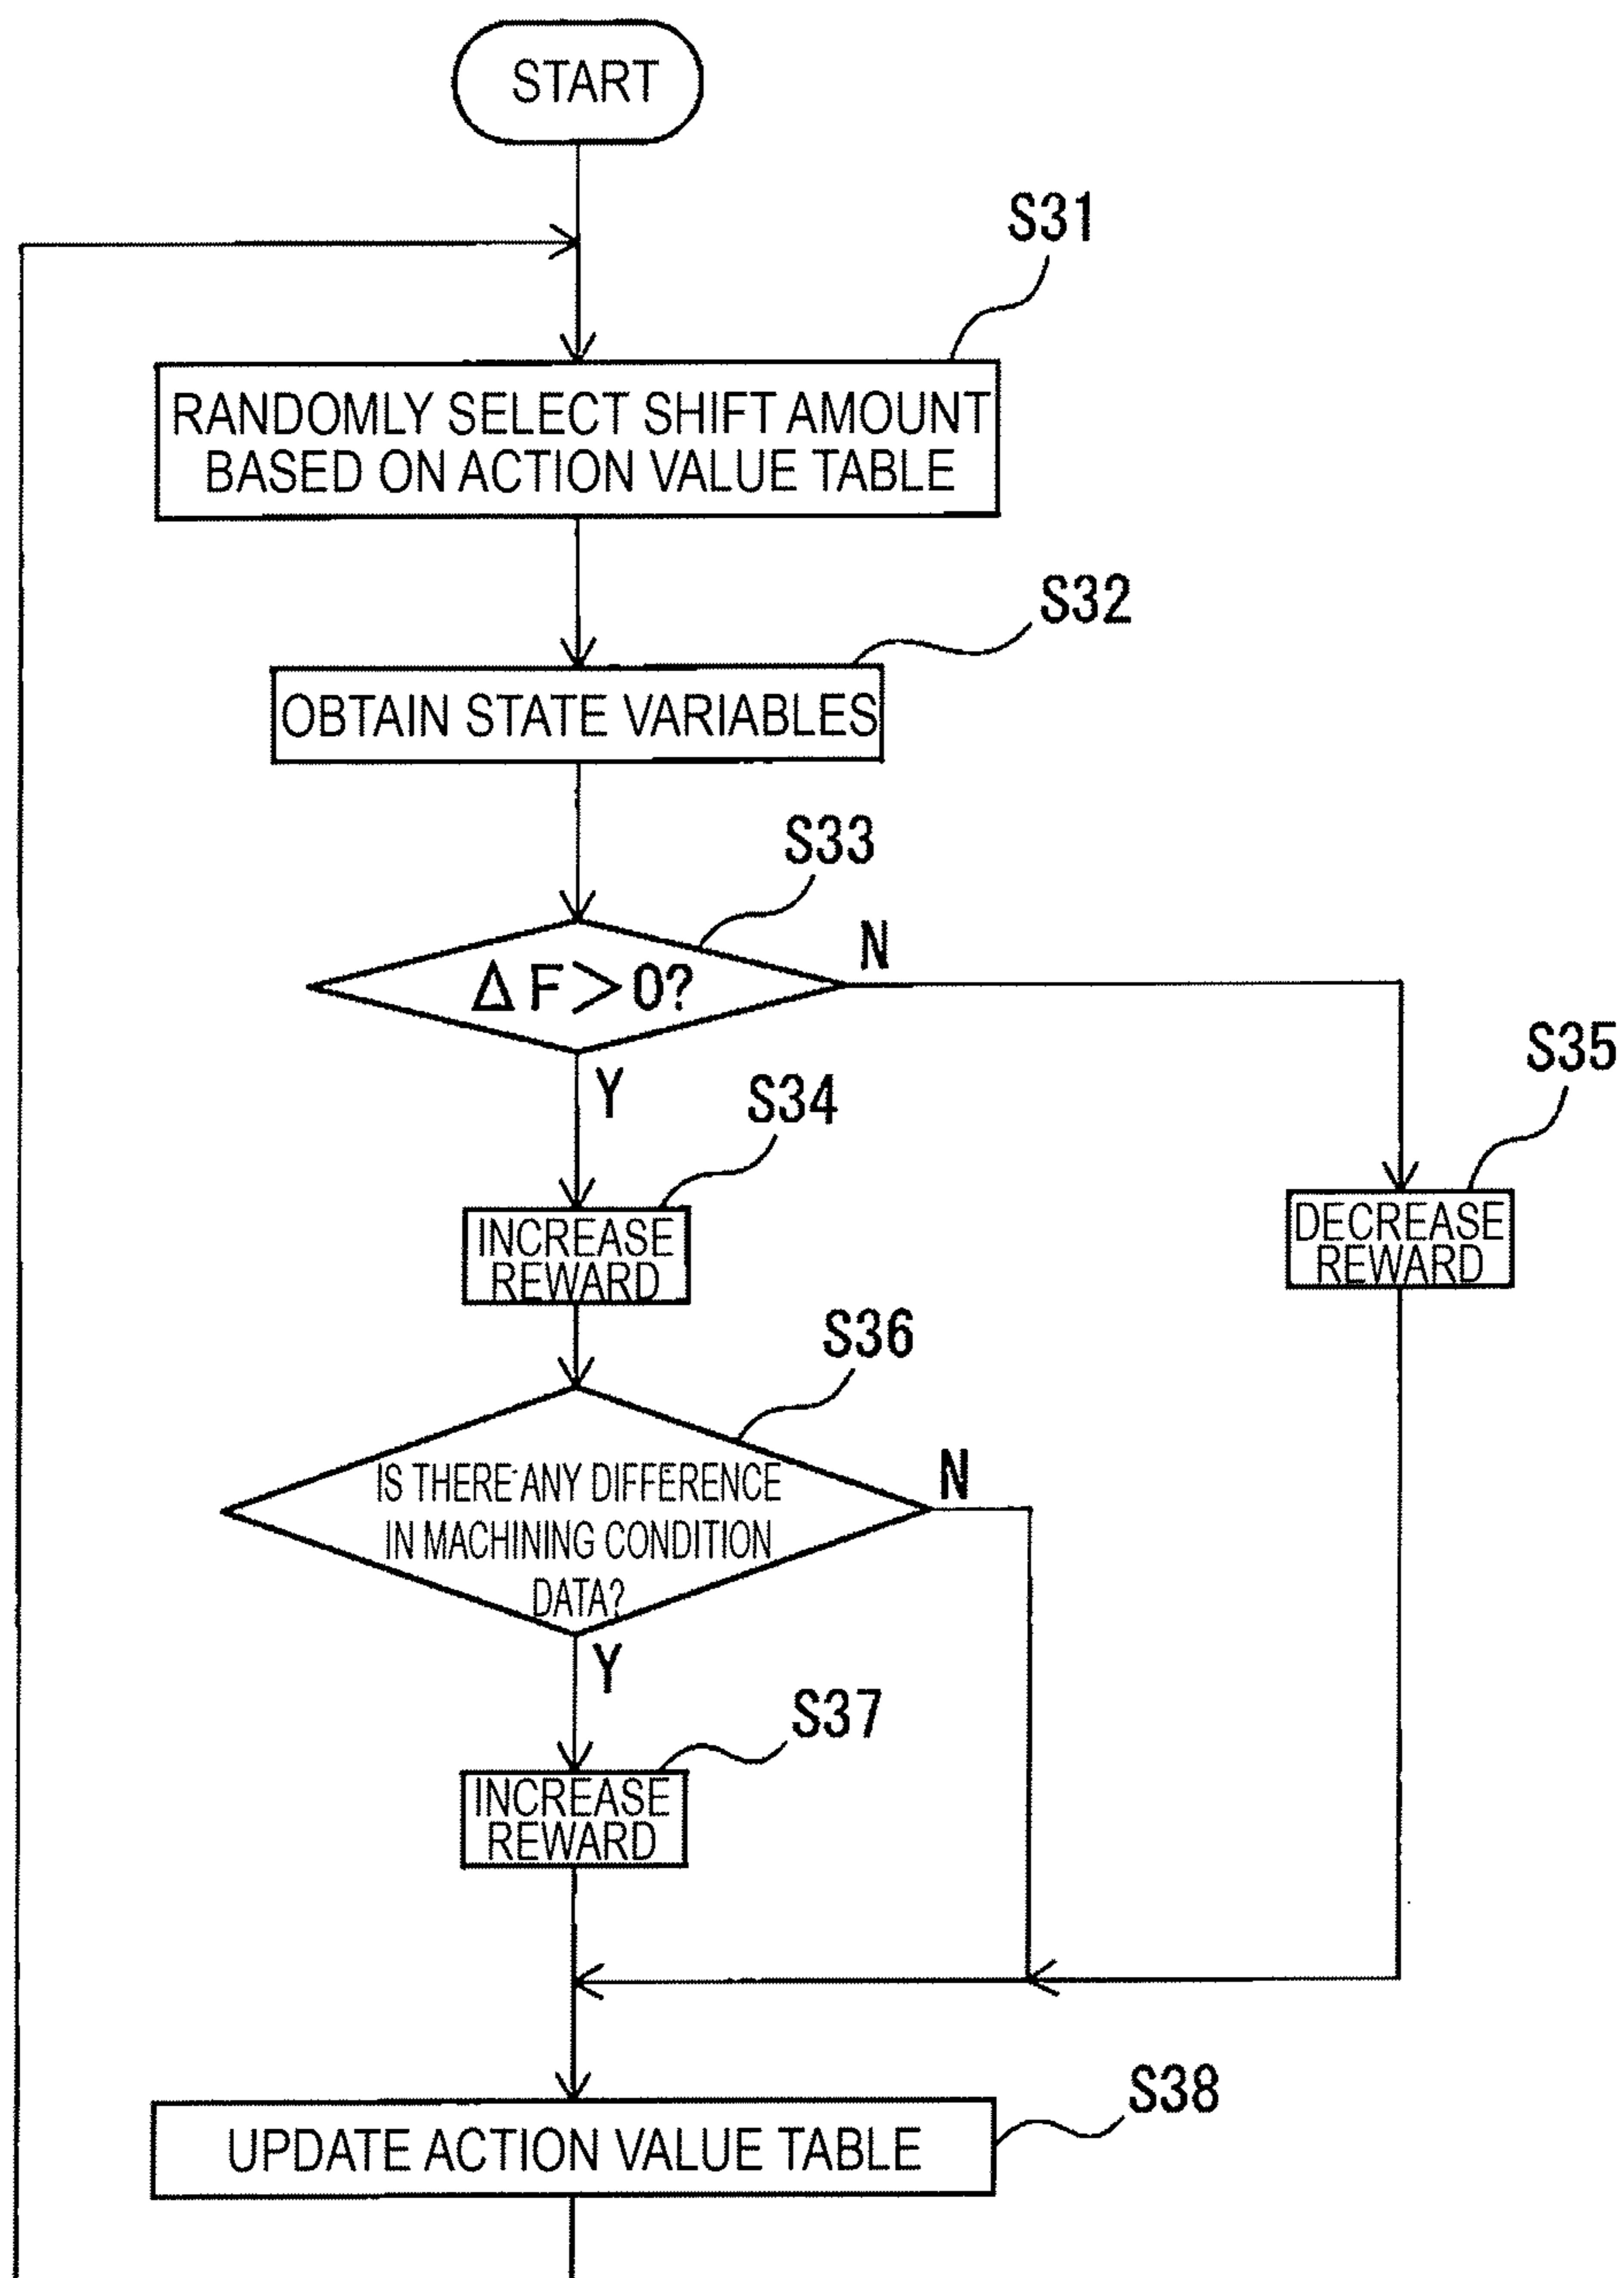 START
S31
RANDOMLY SELECT SHIFT AMOUNT
BASED ON ACTION VALUE TABLE
S32
OBTAIN STATE VARIABLES
S33
N
ΔF>0?
Y
S34
S35
INCREASE
REWARD
DECREASE
REWARD
S36
N
IS THERE ANY DIFFERENCE
IN MACHINING CONDITION
DATA?
Y
S37
INCREASE
REWARD
S38
UPDATE ACTION VALUE TABLE